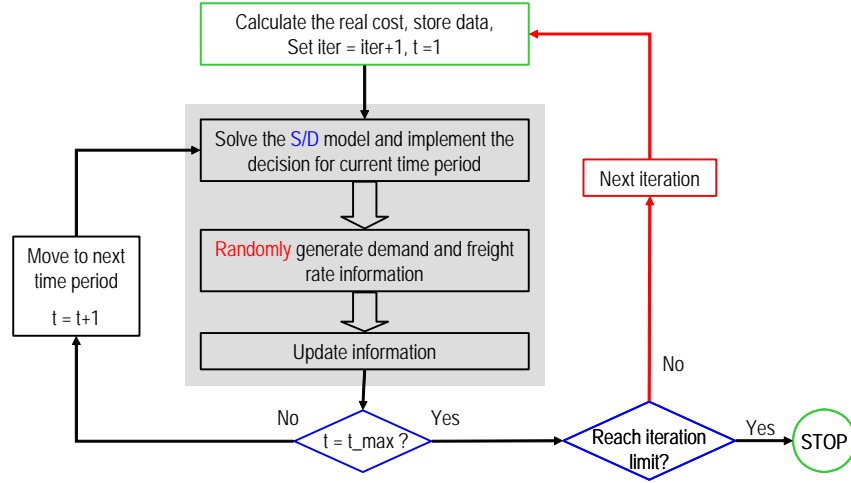 Calculate the real cost, store data,
Set iter = iter+1, t =1
Solve the S/D model and implement the
decision for current time period
Next iteration
Randomly generate demand and freight
rate information
Move to next
time period
t = t+1
Update information
No
No
t = t_max ?
Yes
Reach iteration
limit?
Yes
STOP